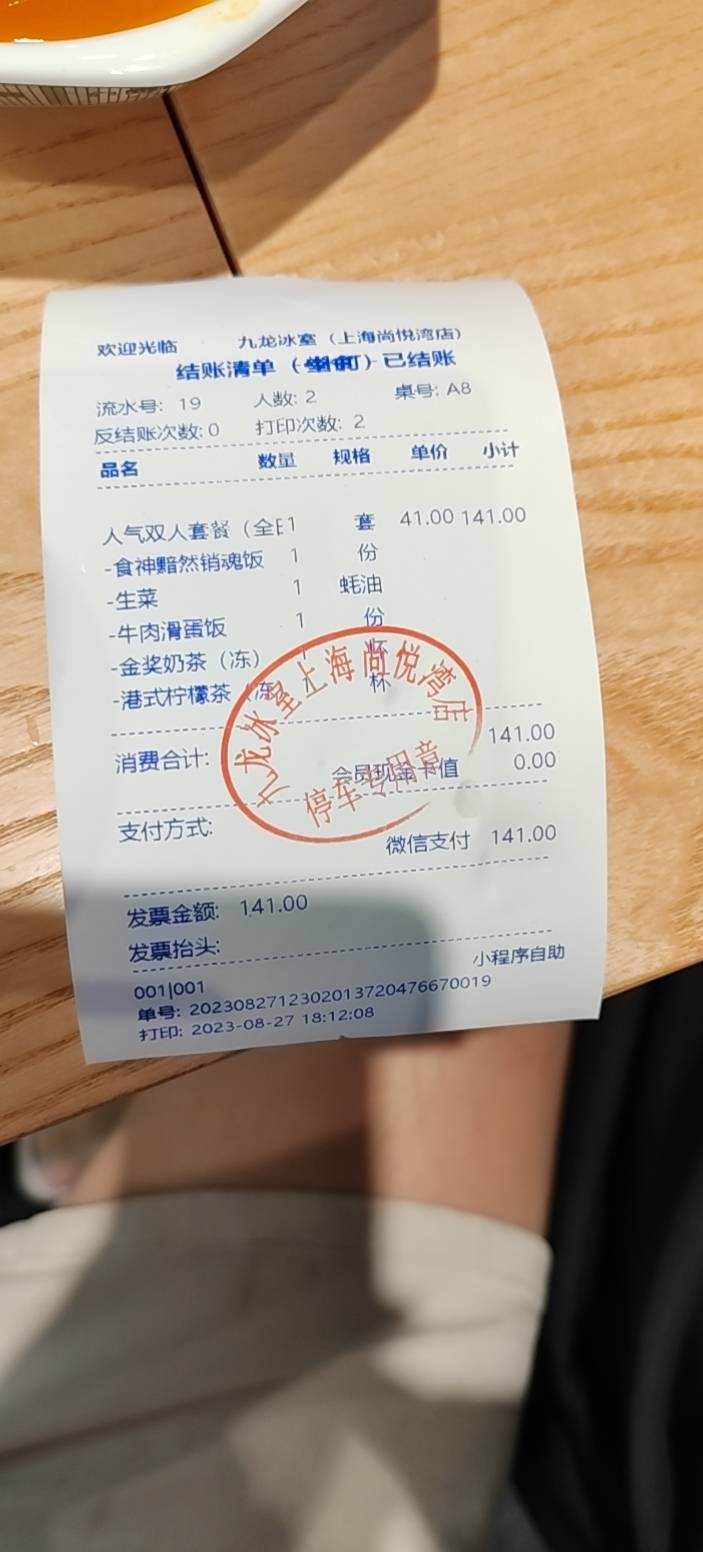 欢迎光临 九龙冰室（上海尚悦湾店）
结账清单（ ）已结账
流水号: 19 人数: 2 桌号: A8
反结账次数: 0 打印次数: 2
品名 数量 规格 单价 小计
人气双人套餐（全 1 套 41.00 141.00
-食神黯然销魂饭 1 份
-生菜 1 蚝油
-牛肉滑蛋饭 1 份
-金奖奶茶（冻） 杯
-港式柠檬茶（冻 杯
九龙冰室上海尚悦湾店
停车专用章
消费合计: 141.00
会员现金卡值 0.00
支付方式:
微信支付 141.00
发票金额: 141.00
发票抬头:
小程序自助
001|001
单号: 2023082712302013720476670019
打印: 2023-08-27 18:12:08